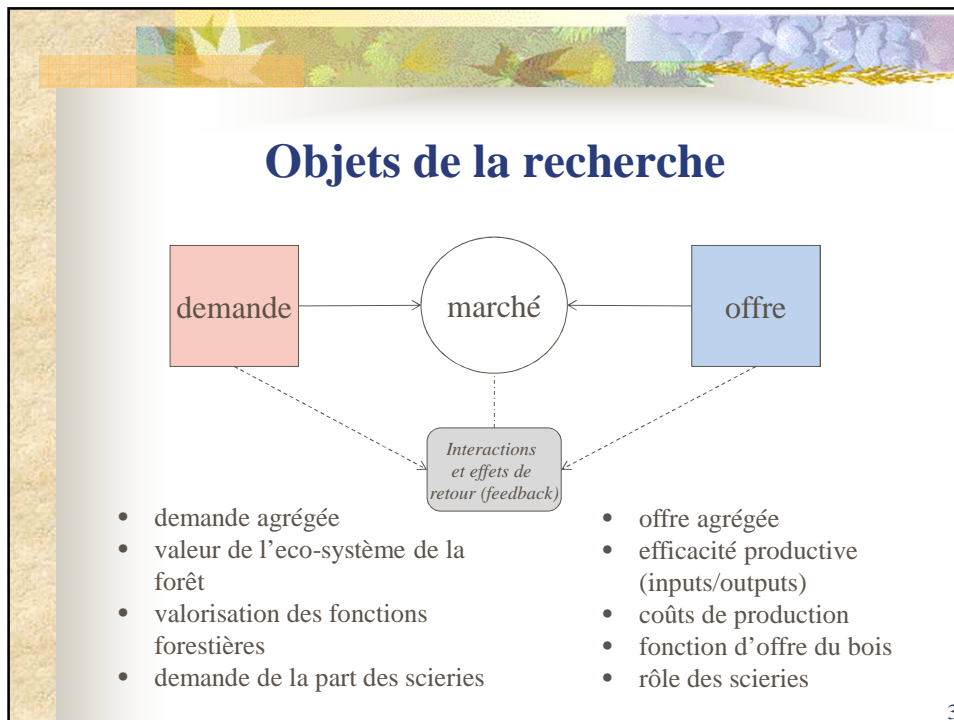 Objets de la recherche
demande
marché
offre
Interactions
et effets de
retour (feedback)
• demande agrégée
• valeur de l’eco-système de la
forêt
• valorisation des fonctions
forestières
• demande de la part des scieries
• offre agrégée
• efficacité productive
(inputs/outputs)
• coûts de production
• fonction d’offre du bois
• rôle des scieries
3